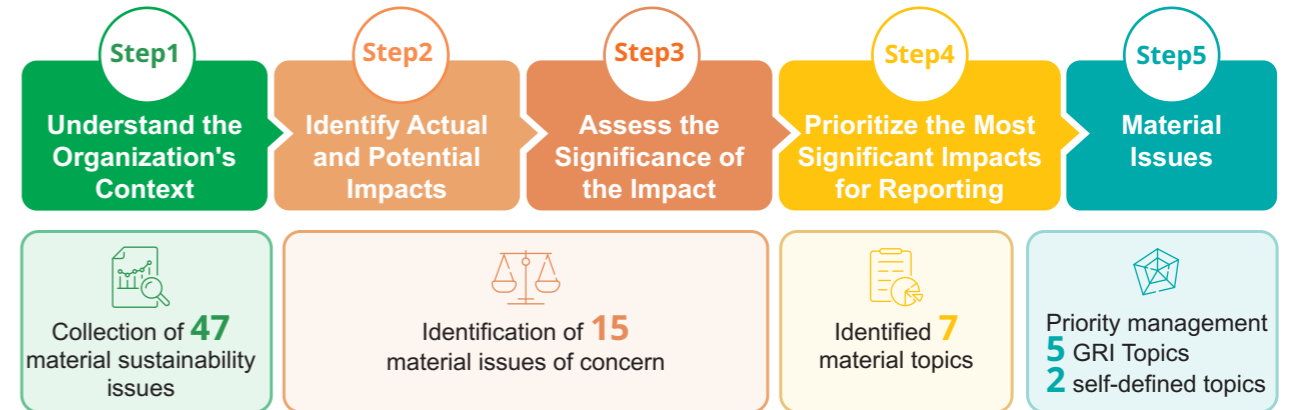 Step1
Understand the
Organization's
Context
Step2
Identify Actual
and Potential
Impacts
Step3
Assess the
Significance of
the Impact
Step4
Prioritize the Most
Significant Impacts
for Reporting
Step5
Material
Issues
Collection of 47
material sustainability
issues
Identification of 15
material issues of concern
Identified 7
material topics
Priority management
5 GRI Topics
2 self-defined topics